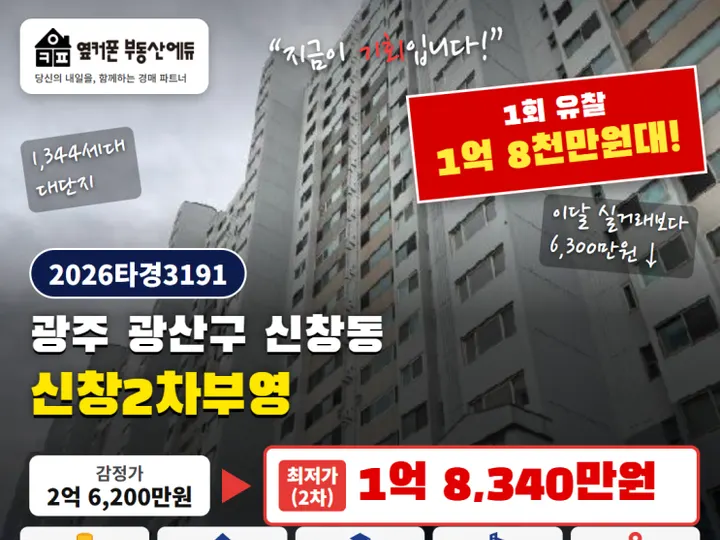 옆커폰 부동산에듀
당신의 내일을, 함께하는 경매 파트너
“지금이 기회입니다!”
1회 유찰
1억 8천만원대!
1,344세대
대단지
이달 실거래보다
6,300만원 ↓
2026타경3191
광주 광산구 신창동
신창2차부영
감정가
2억 6,200만원
최저가
(2차)
1억 8,340만원